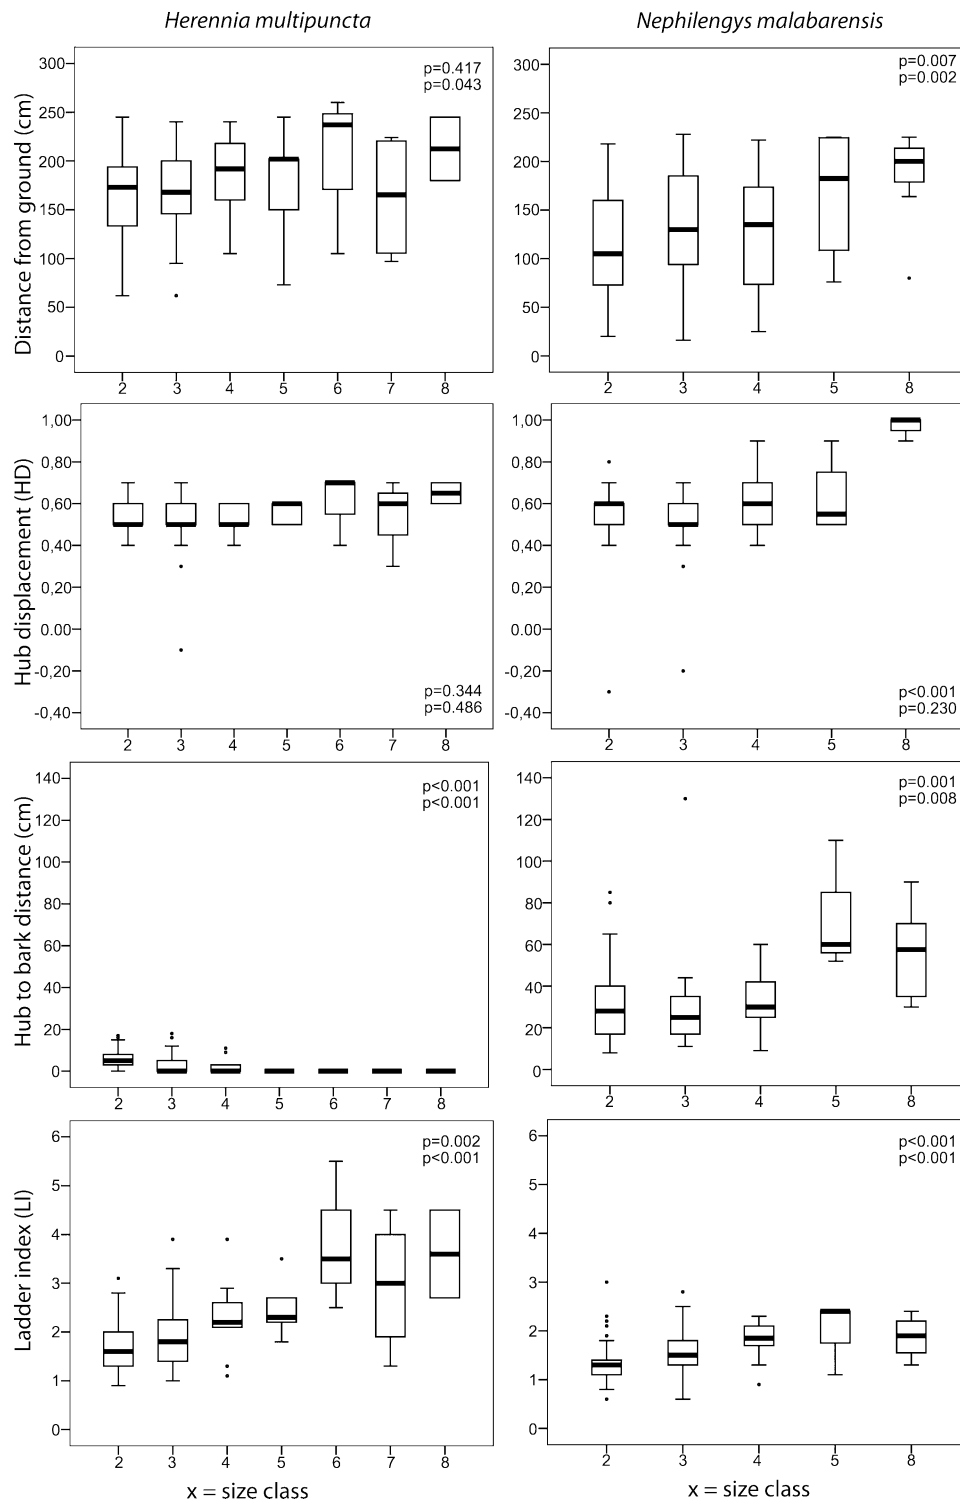 Herennia multipuncta
Nephilengys malabarensis
Distance from ground (cm)
300
250
200
150
100
50
0
p=0.417
p=0.043
2 3 4 5 6 7 8
300
250
200
150
100
50
0
p=0.007
p=0.002
2 3 4 5 8
Hub displacement (HD)
1,00
0,80
0,60
0,40
0,20
0.00
-0,20
-0,40
p=0.344
p=0.486
2 3 4 5 6 7 8
1,00
0,80
0,60
0,40
0,20
0.00
-0,20
-0,40
p<0.001
p=0.230
2 3 4 5 8
Hub to bark distance (cm)
140
120
100
80
60
40
20
0
p<0.001
p<0.001
2 3 4 5 6 7 8
140
120
100
80
60
40
20
0
p=0.001
p=0.008
2 3 4 5 8
Ladder index (LI)
6
5
4
3
2
1
0
p=0.002
p<0.001
2 3 4 5 6 7 8
x = size class
6
5
4
3
2
1
0
p<0.001
p<0.001
2 3 4 5 8
x = size class